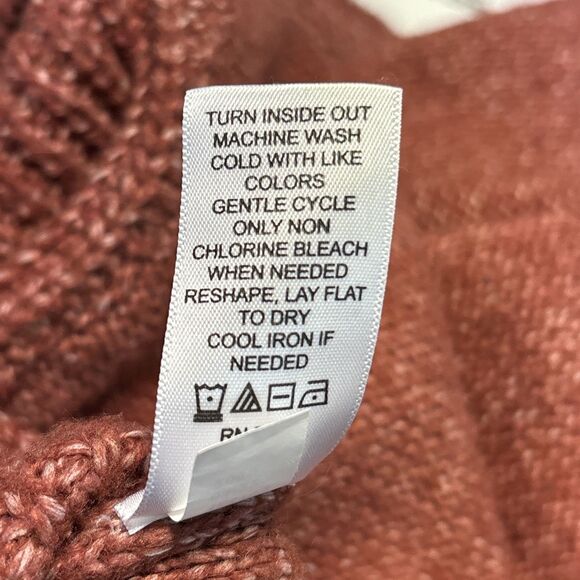 TURN INSIDE OUT
MACHINE WASH
COLD WITH LIKE
COLORS
GENTLE CYCLE
ONLY NON
CHLORINE BLEACH
WHEN NEEDED
RESHAPE, LAY FLAT
TO DRY
COOL IRON IF
NEEDED
RN